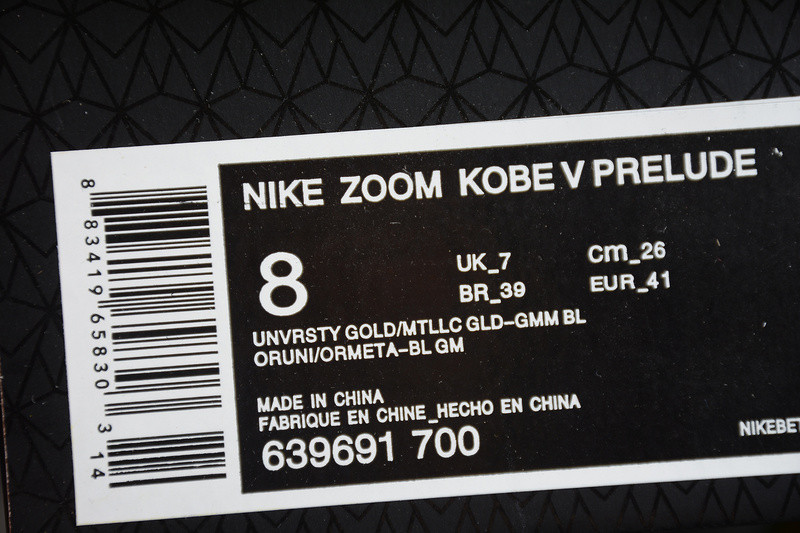 NIKE ZOOM KOBE V PRELUDE
8
UK_7 cm_26
BR_39 EUR_41
UNVRSTY GOLD/MTLLC GLD-GMM BL
ORUNI/ORMETA-BL GM
MADE IN CHINA
FABRIQUE EN CHINE_HECHO EN CHINA
639691 700
NIKEBET
8 83419 65830 3 14